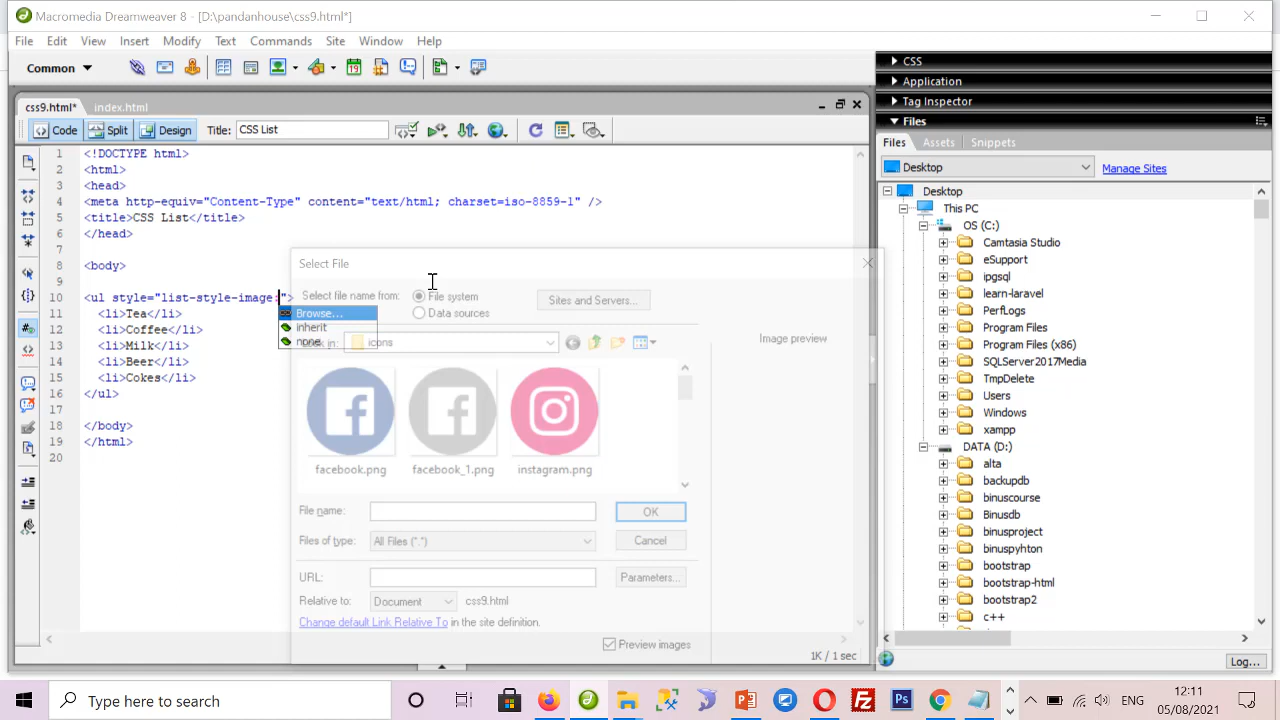 Macromedia Dreamweaver 8 - [D:\pandanhouse\css9.html*]
File Edit View Insert Modify Text Commands Site Window Help
Common
css9.html* index.html
Code Split Design Title: CSS List
1 <!DOCTYPE html>
2 <html>
3 <head>
4 <meta http-equiv="Content-Type" content="text/html; charset=iso-8859-1" />
5 <title>CSS List</title>
6 </head>
7
8 <body>
9
10 <ul style="list-style-image:">
11 <li>Tea</li>
12 <li>Coffee</li>
13 <li>Milk</li>
14 <li>Beer</li>
15 <li>Cokes</li>
16 </ul>
17
18 </body>
19 </html>
20
Browse...
inherit
none
Select File
Select file name from: File system
Data sources
Sites and Servers...
in: icons
Image preview
facebook.png facebook_1.png instagram.png
File name: OK
Files of type: All Files (*.*) Cancel
URL: Parameters...
Relative to: Document css9.html
Change default Link Relative To in the site definition.
Preview images
1K / 1 sec
CSS
Application
Tag Inspector
Files
Files Assets Snippets
Desktop Manage Sites
Desktop
This PC
OS (C:)
Camtasia Studio
eSupport
ipgsql
learn-laravel
PerfLogs
Program Files
Program Files (x86)
SQLServer2017Media
TmpDelete
Users
Windows
xampp
DATA (D:)
alta
backupdb
binuscourse
Binusdb
binusproject
binuspyhton
bootstrap
bootstrap-html
bootstrap2
c++
Log...
Type here to search
ENG
12:11
05/08/2021